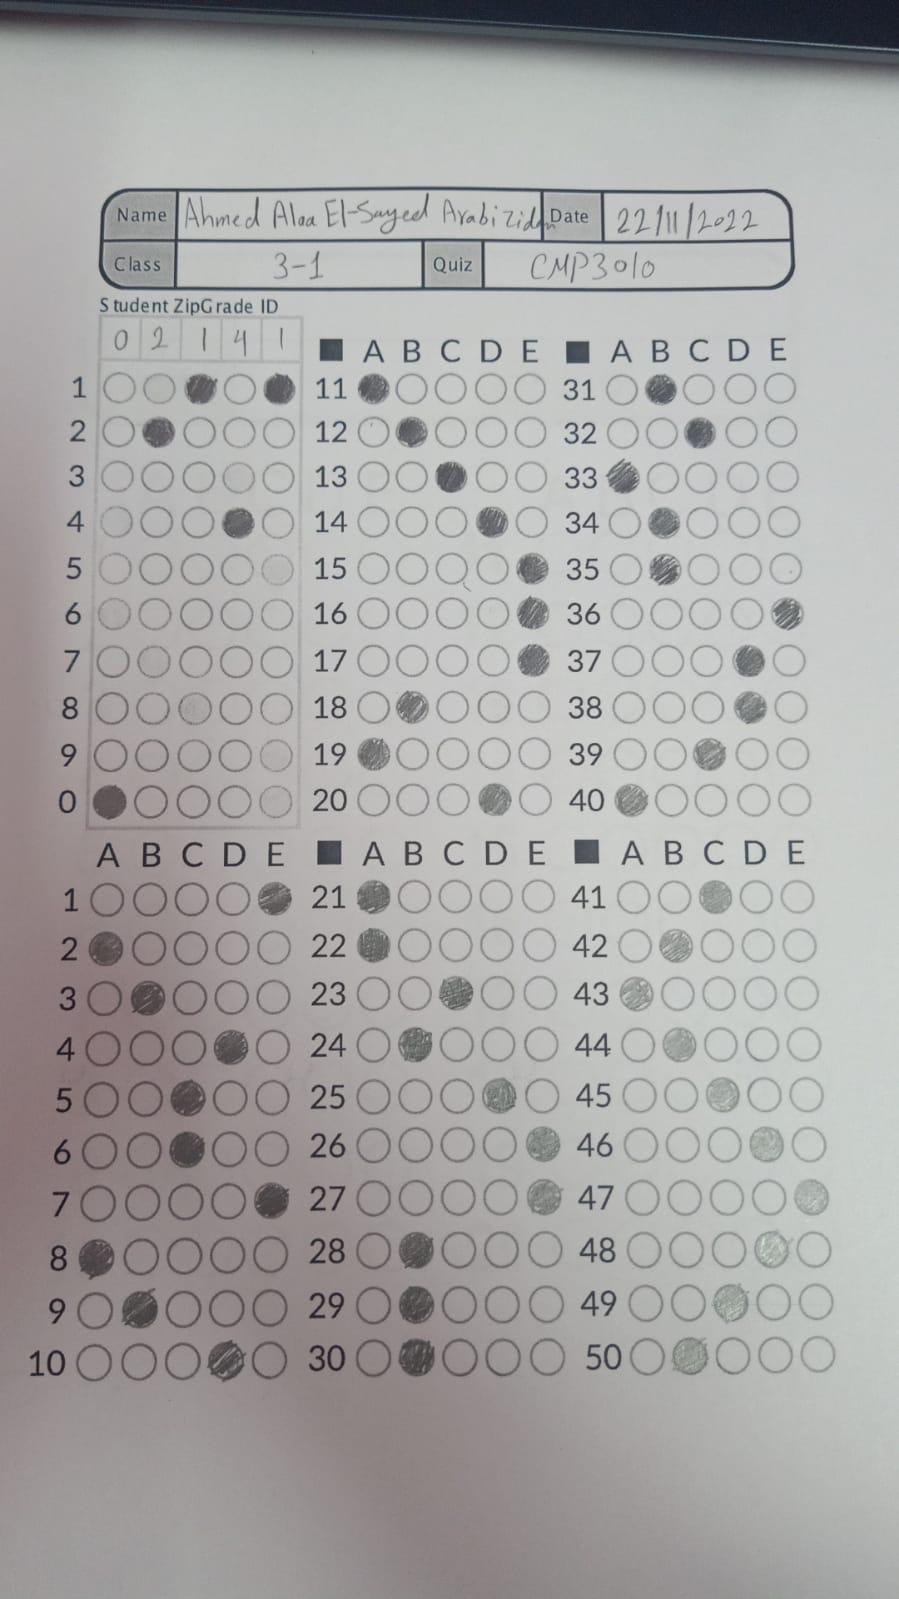 Name Ahmed Alaa El-Sayed Arabi Zidan Date 22/11/2022
Class 3-1 Quiz CMP3010
Student ZipGrade ID
0 2 1 4 1
A B C D E A B C D E
1 11 31
2 12 32
3 13 33
4 14 34
5 15 35
6 16 36
7 17 37
8 18 38
9 19 39
0 20 40
A B C D E A B C D E A B C D E
1 21 41
2 22 42
3 23 43
4 24 44
5 25 45
6 26 46
7 27 47
8 28 48
9 29 49
10 30 50